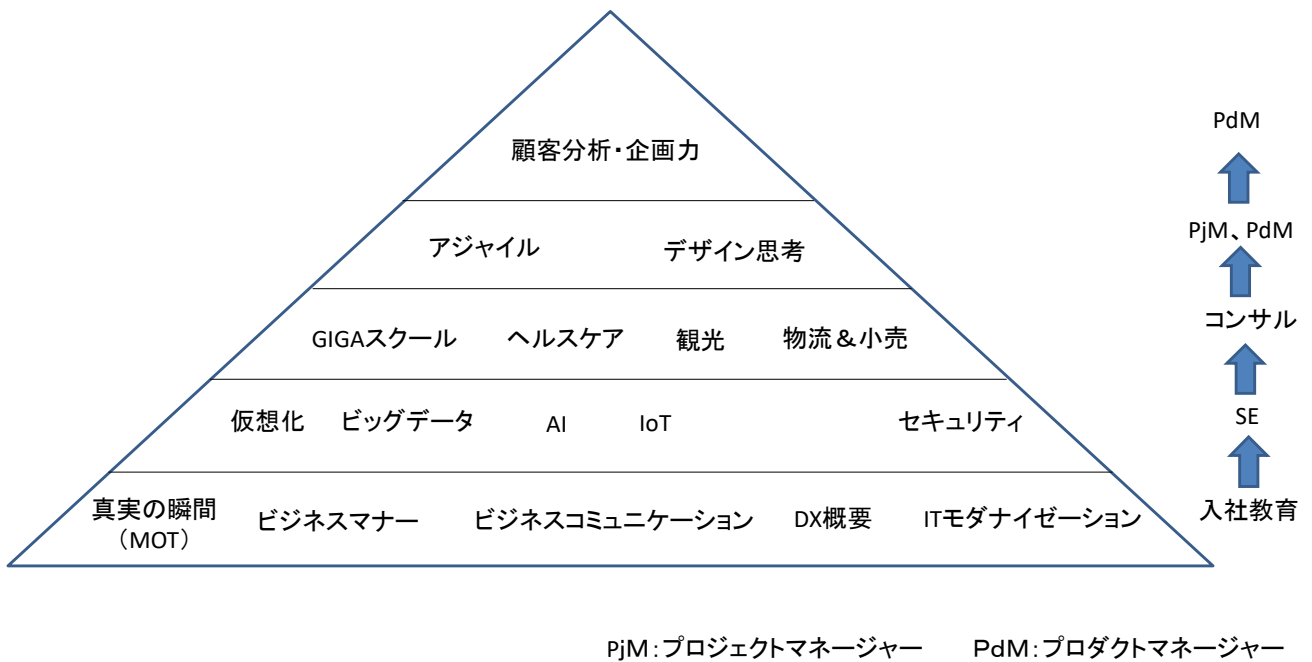 顧客分析・企画力
PdM
アジャイル デザイン思考
PjM、PdM
GIGAスクール ヘルスケア 観光 物流＆小売
コンサル
仮想化 ビッグデータ AI IoT セキュリティ
SE
真実の瞬間
（MOT） ビジネスマナー ビジネスコミュニケーション DX概要 ITモダナイゼーション
入社教育
PjM：プロジェクトマネージャー ＰｄＭ：プロダクトマネージャー